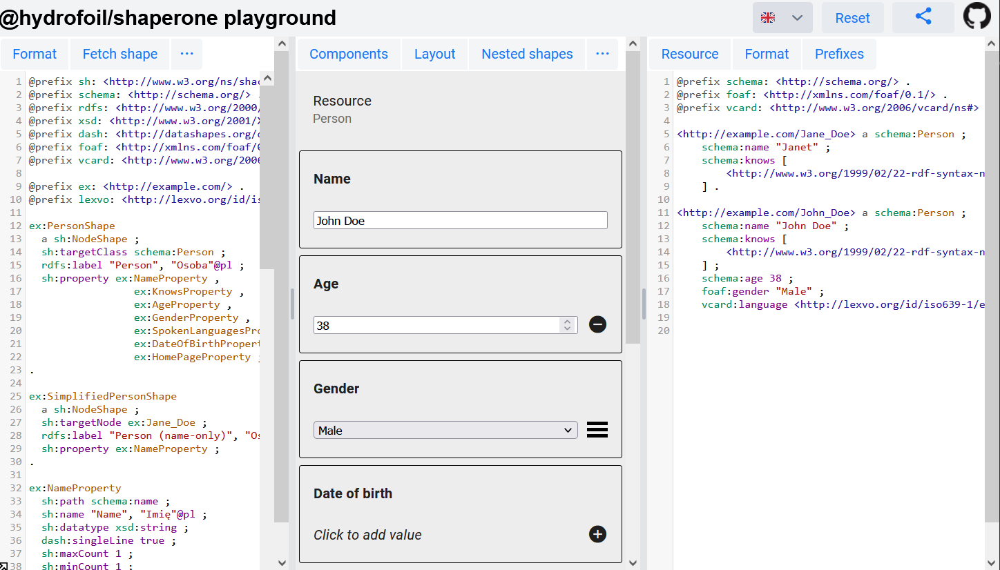 @hydrofoil/shaperone playground
Reset
Format
Fetch shape
...
1 @prefix sh: <http://www.w3.org/ns/shac
2 @prefix schema: <http://schema.org/> .
3 @prefix rdfs: <http://www.w3.org/2000/
4 @prefix xsd: <http://www.w3.org/2001/X
5 @prefix dash: <http://datashapes.org/d
6 @prefix foaf: <http://xmlns.com/foaf/0
7 @prefix vcard: <http://www.w3.org/2006
8
9 @prefix ex: <http://example.com/> .
10 @prefix lexvo: <http://lexvo.org/id/is
11
12 ex:PersonShape
13 a sh:NodeShape ;
14 sh:targetClass schema:Person ;
15 rdfs:label "Person", "Osoba"@pl ;
16 sh:property ex:NameProperty ,
17 ex:KnowsProperty ,
18 ex:AgeProperty ,
19 ex:GenderProperty ,
20 ex:SpokenLanguagesPro
21 ex:DateOfBirthPropert
22 ex:HomePageProperty ;
23 .
24
25 ex:SimplifiedPersonShape
26 a sh:NodeShape ;
27 sh:targetNode ex:Jane_Doe ;
28 rdfs:label "Person (name-only)", "Os
29 sh:property ex:NameProperty ;
30 .
31
32 ex:NameProperty
33 sh:path schema:name ;
34 sh:name "Name", "Imię"@pl ;
35 sh:datatype xsd:string ;
36 dash:singleLine true ;
37 sh:maxCount 1 ;
38 sh:minCount 1 ;
Components
Layout
Nested shapes
...
Resource
Person
Name
John Doe
Age
38
Gender
Male
Date of birth
Click to add value
Resource
Format
Prefixes
1 @prefix schema: <http://schema.org/> .
2 @prefix foaf: <http://xmlns.com/foaf/0.1/> .
3 @prefix vcard: <http://www.w3.org/2006/vcard/ns#>
4
5 <http://example.com/Jane_Doe> a schema:Person ;
6 schema:name "Janet" ;
7 schema:knows [
8 <http://www.w3.org/1999/02/22-rdf-syntax-n
9 ] .
10
11 <http://example.com/John_Doe> a schema:Person ;
12 schema:name "John Doe" ;
13 schema:knows [
14 <http://www.w3.org/1999/02/22-rdf-syntax-n
15 ] ;
16 schema:age 38 ;
17 foaf:gender "Male" ;
18 vcard:language <http://lexvo.org/id/iso639-1/e
19
20